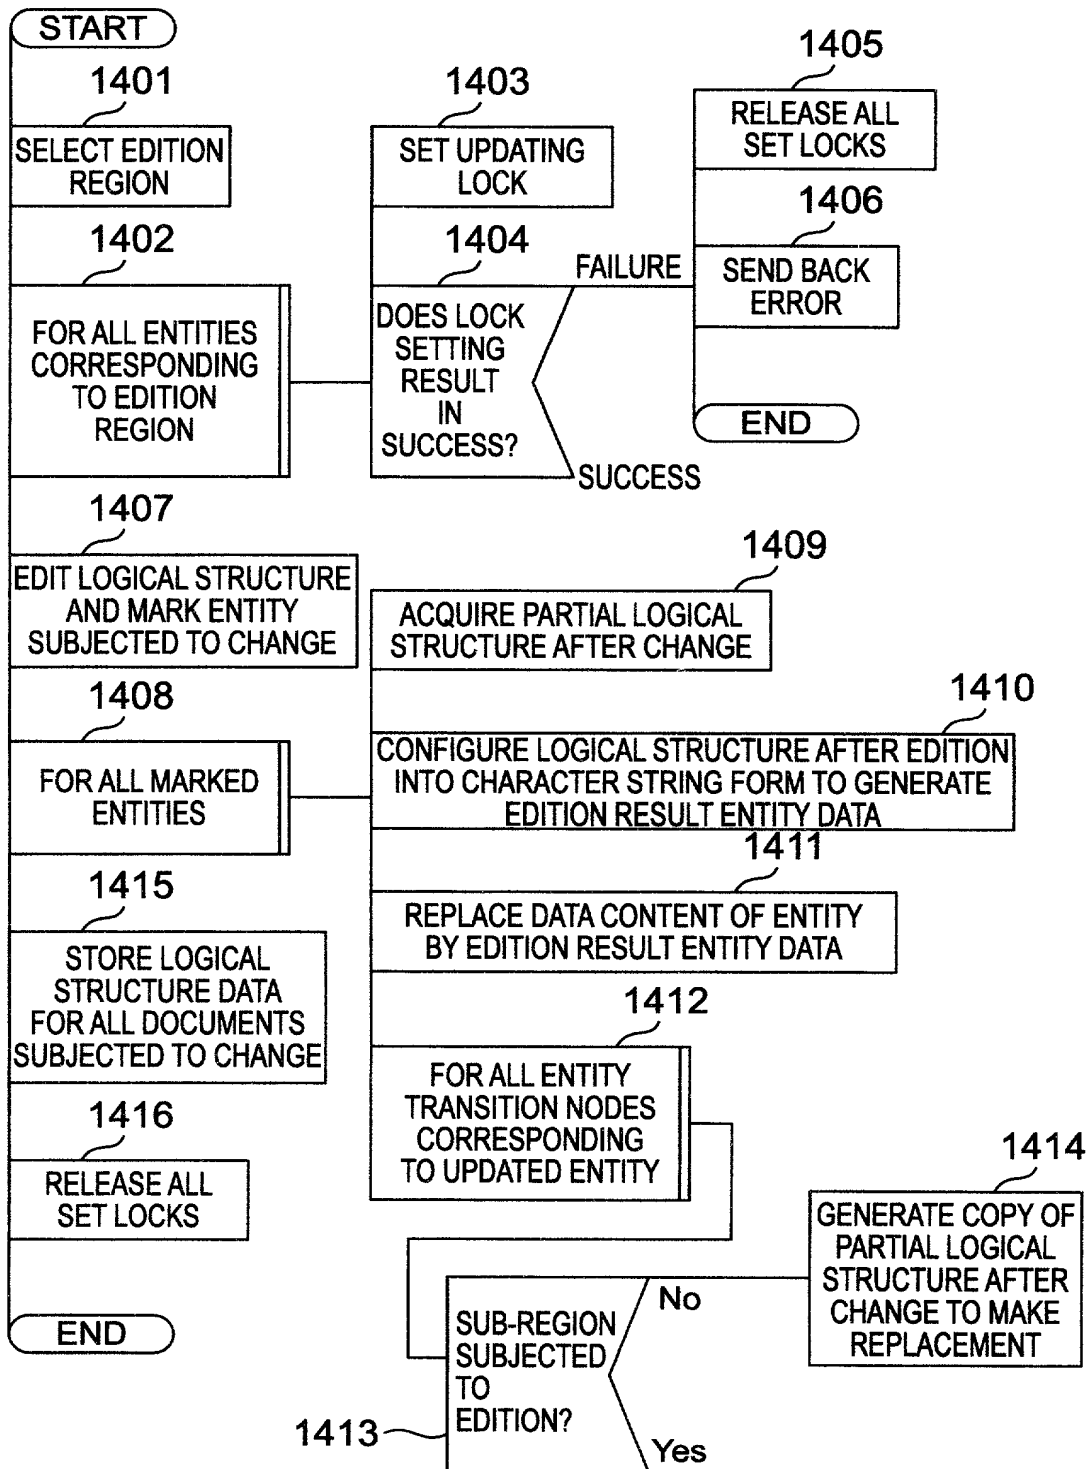 START
1401
SELECT EDITION
REGION
1402
FOR ALL ENTITIES
CORRESPONDING
TO EDITION
REGION
1403
SET UPDATING
LOCK
1404
DOES LOCK
SETTING
RESULT
IN
SUCCESS?
FAILURE
SUCCESS
1405
RELEASE ALL
SET LOCKS
1406
SEND BACK
ERROR
END
1407
EDIT LOGICAL STRUCTURE
AND MARK ENTITY
SUBJECTED TO CHANGE
1408
FOR ALL MARKED
ENTITIES
1409
ACQUIRE PARTIAL LOGICAL
STRUCTURE AFTER CHANGE
1410
CONFIGURE LOGICAL STRUCTURE AFTER EDITION
INTO CHARACTER STRING FORM TO GENERATE
EDITION RESULT ENTITY DATA
1411
REPLACE DATA CONTENT OF ENTITY
BY EDITION RESULT ENTITY DATA
1412
FOR ALL ENTITY
TRANSITION NODES
CORRESPONDING
TO UPDATED ENTITY
1413
SUB-REGION
SUBJECTED
TO
EDITION?
No
Yes
1414
GENERATE COPY OF
PARTIAL LOGICAL
STRUCTURE AFTER
CHANGE TO MAKE
REPLACEMENT
1415
STORE LOGICAL
STRUCTURE DATA
FOR ALL DOCUMENTS
SUBJECTED TO CHANGE
1416
RELEASE ALL
SET LOCKS
END